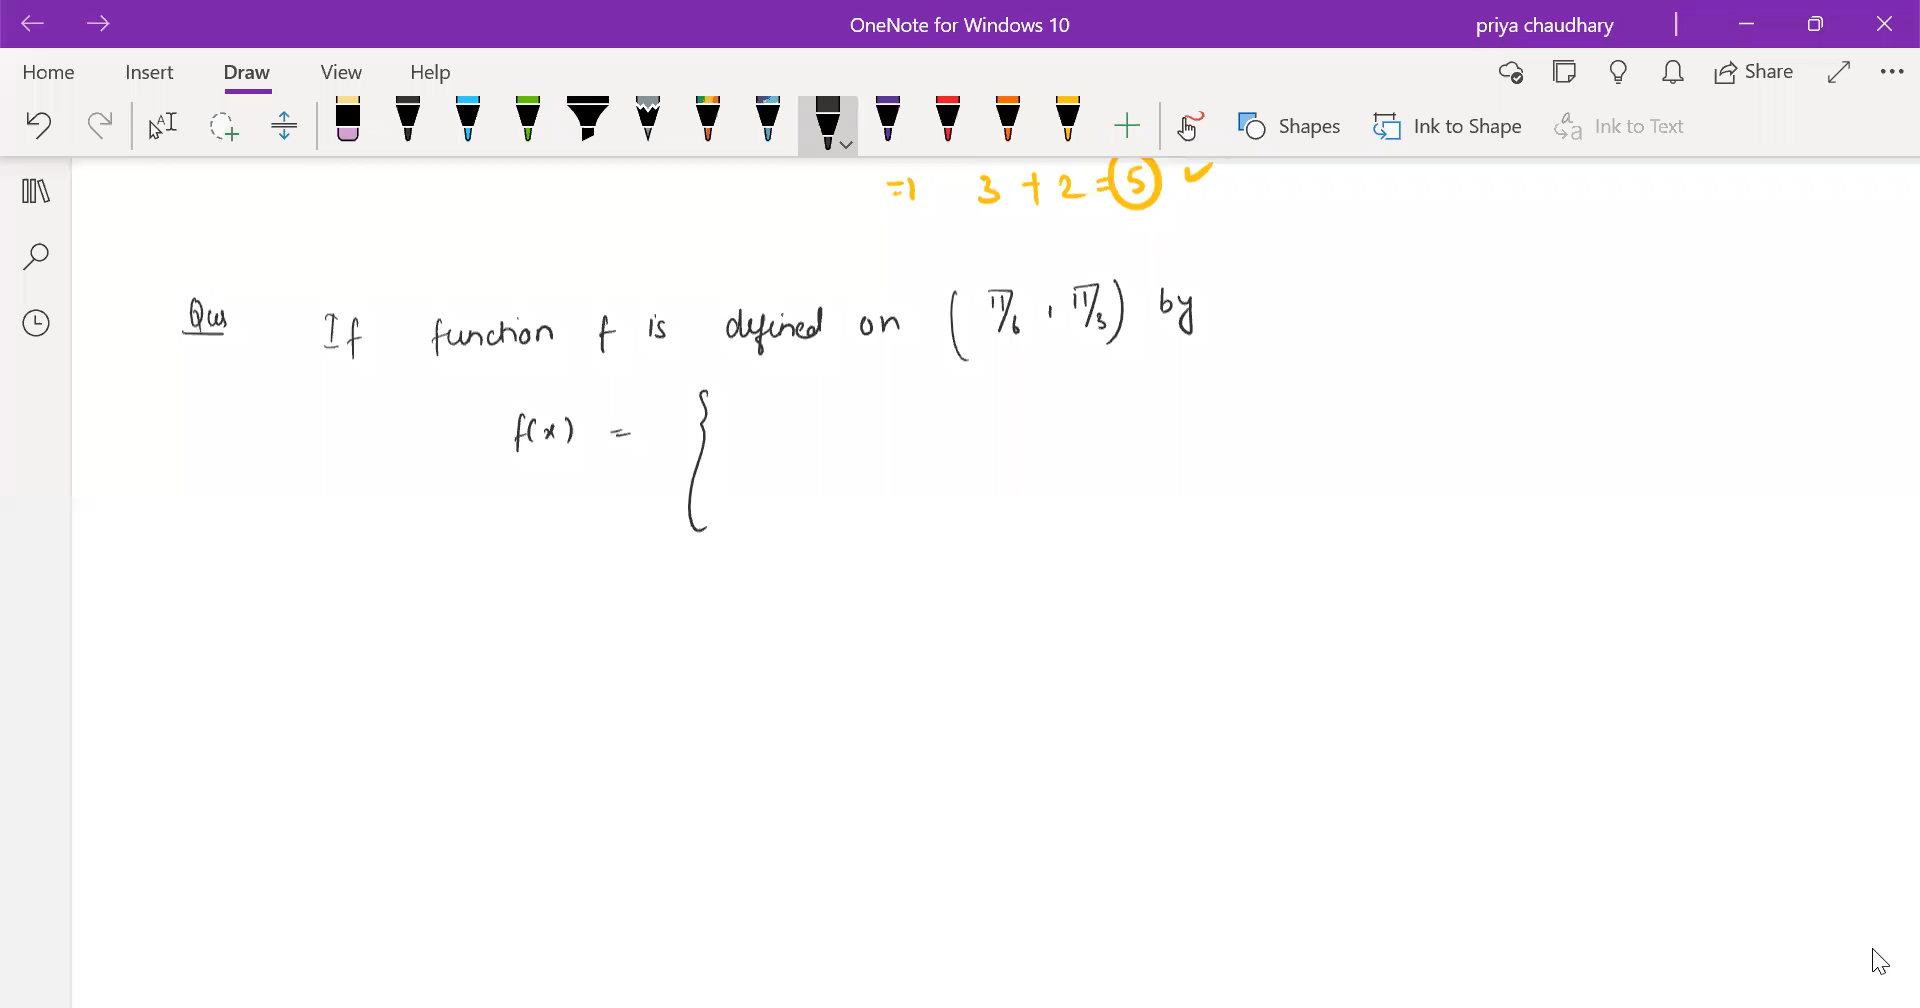 OneNote for Windows 10
priya chaudhary
Home Insert Draw View Help
Share
Shapes Ink to Shape Ink to Text
=1 3 + 2 = 5 ✓
Qus If function f is defined on ( π/6 , π/3 ) by
f(x) = {